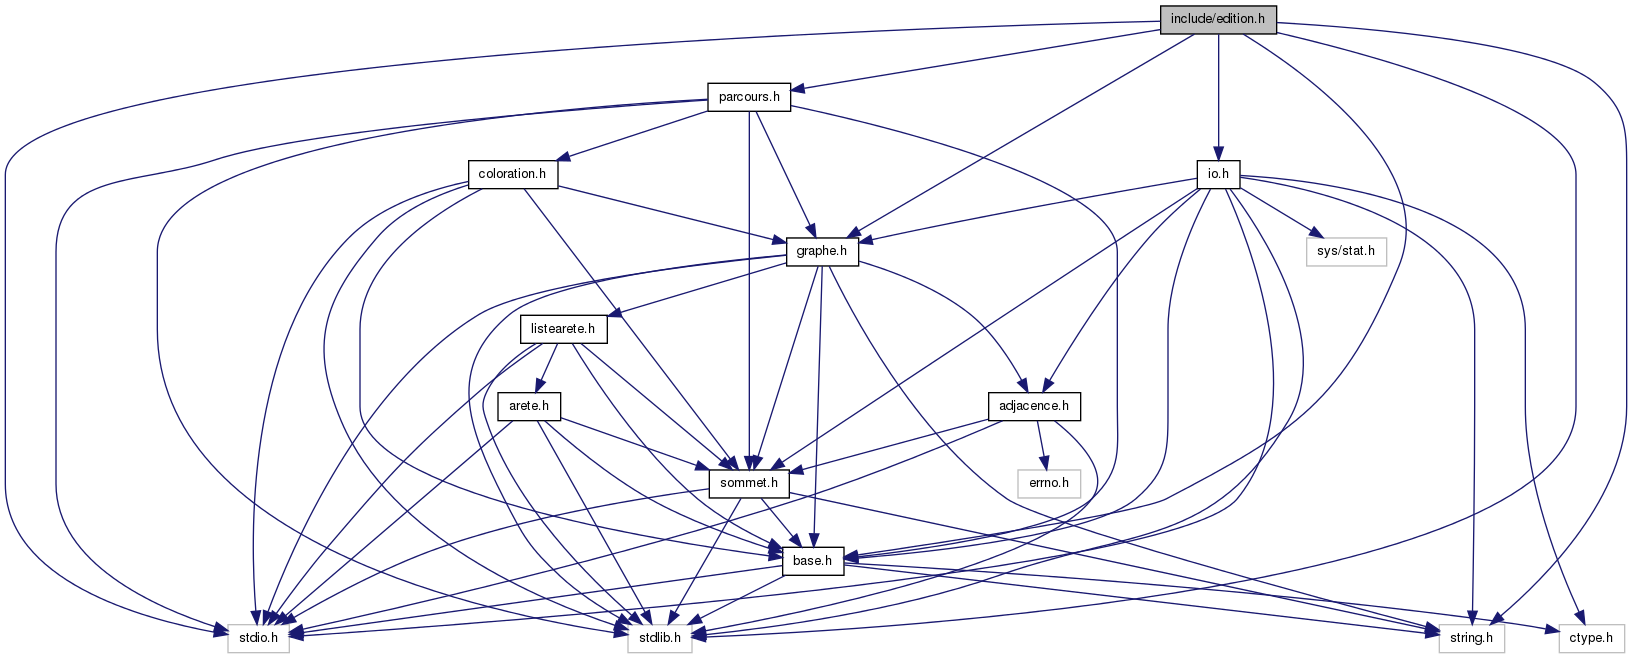 include/edition.h
parcours.h
coloration.h
io.h
graphe.h
sys/stat.h
listearete.h
arete.h
adjacence.h
sommet.h
errno.h
base.h
stdio.h
stdlib.h
string.h
ctype.h